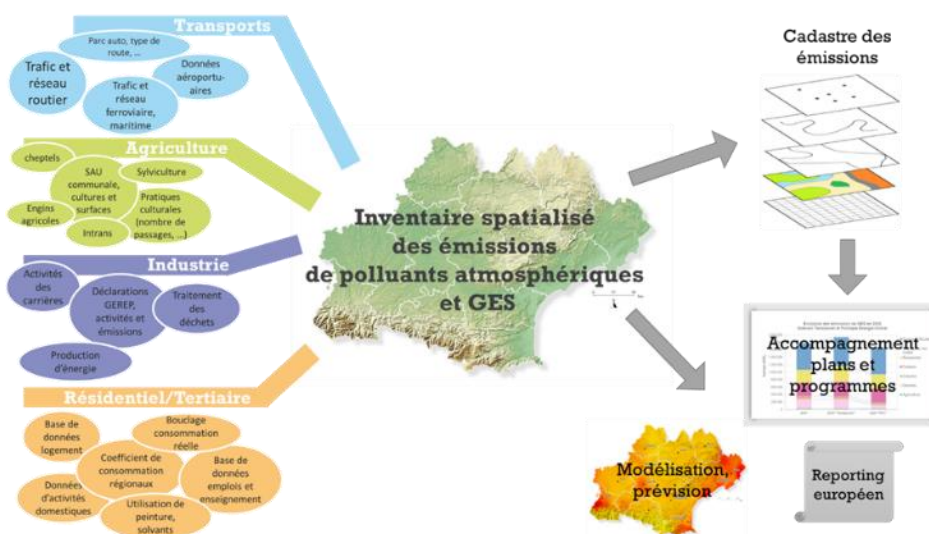 Transports
Parc auto, type de
route, ...
Trafic et
réseau
routier
Données
aéroportu-
aires
Trafic et
réseau
ferroviaire,
maritime
Agriculture
cheptels
SAU
communale,
cultures et
surfaces
Sylviculture
Pratiques
culturales
(nombre de
passages, ...)
Engins
agricoles
Intrans
Industrie
Activités
des
carrières
Déclarations
GEREP,
activités et
émissions
Traitement
des
déchets
Production
d'énergie
Résidentiel/Tertiaire
Base de
données
logement
Bouclage
consommation
réelle
Coefficient de
consommation
régionaux
Base de
données
emplois et
enseignement
Données
d'activités
domestiques
Utilisation de
peinture,
solvants
Inventaire spatialisé
des émissions
de polluants atmosphériques
et GES
Cadastre des
émissions
Accompagnement
plans et
programmes
Modélisation,
prévision
Reporting
européen